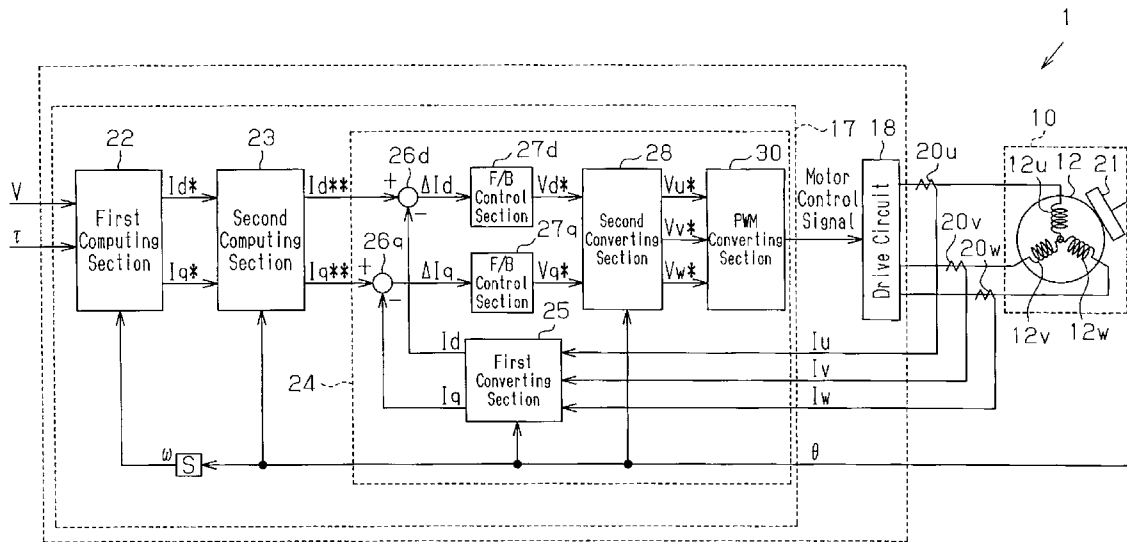 1
17
18
10
22
23
26d
27d
28
30
20u
12u
12
21
V
τ
First
Computing
Section
Id*
Iq*
Second
Computing
Section
Id**
Iq**
+
−
ΔId
F/B
Control
Section
Vd*
26q
+
−
ΔIq
27q
F/B
Control
Section
Vq*
Second
Converting
Section
Vu*
Vv*
Vw*
PWM
Converting
Section
Motor
Control
Signal
Drive Circuit
20v
20w
12v
12w
25
First
Converting
Section
Id
Iq
Iu
Iv
Iw
24
ω
S
θ